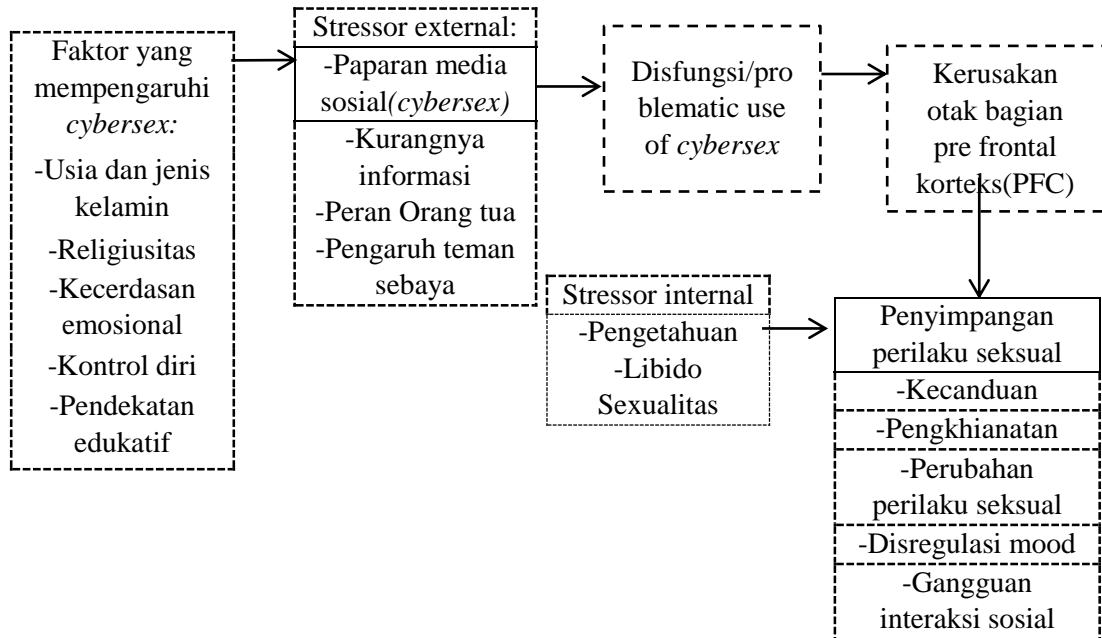 Faktor yang
mempengaruhi
cybersex:
-Usia dan jenis
kelamin
-Religiusitas
-Kecerdasan
emosional
-Kontrol diri
-Pendekatan
edukatif
Stressor external:
-Paparan media
sosial(cybersex)
-Kurangnya
informasi
-Peran Orang tua
-Pengaruh teman
sebaya
Disfungsi/pro
blematic use
of cybersex
Kerusakan
otak bagian
pre frontal
korteks(PFC)
Stressor internal
-Pengetahuan
-Libido
Sexualitas
Penyimpangan
perilaku seksual
-Kecanduan
-Pengkhianatan
-Perubahan
perilaku seksual
-Disregulasi mood
-Gangguan
interaksi sosial